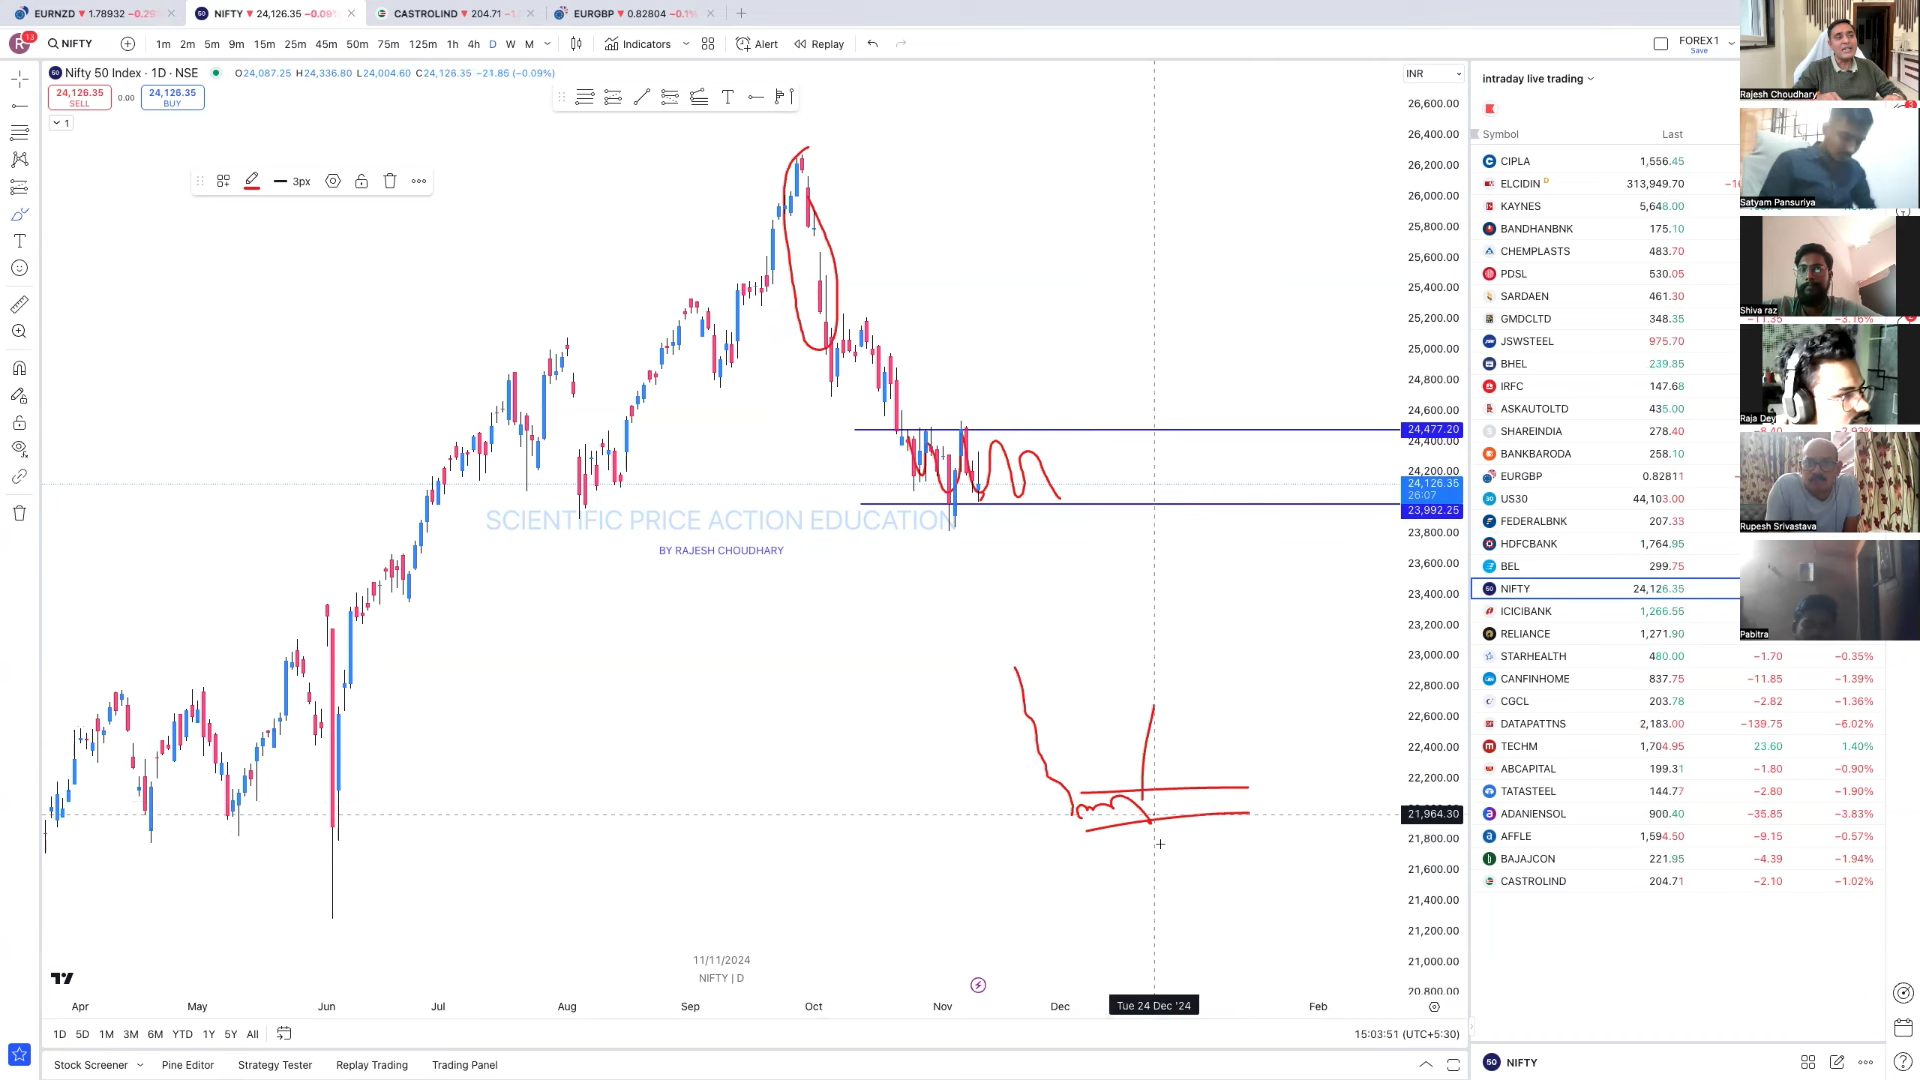 EURNZD ▼ 1.78932 −0.29
NIFTY ▼ 24,126.35 −0.09%
CASTROLIND ▼ 204.71 −1.
EURGBP ▼ 0.82804 −0.1%
R 13 NIFTY 1m 2m 5m 9m 15m 25m 45m 50m 75m 125m 1h 4h D W M Indicators Alert Replay
FOREX1
Save
Nifty 50 Index · 1D · NSE O24,087.25 H24,336.80 L24,004.60 C24,126.35 −21.85 (−0.09%)
24,126.35 SELL
0.00
24,126.35 BUY
1
3px
INR
26,600.00
26,400.00
26,200.00
26,000.00
25,800.00
25,600.00
25,400.00
25,200.00
25,000.00
24,800.00
24,600.00
24,477.20
24,400.00
24,200.00
24,126.35
26:07
23,992.25
23,800.00
23,600.00
23,400.00
23,200.00
23,000.00
22,800.00
22,600.00
22,400.00
22,200.00
21,964.30
21,800.00
21,600.00
21,400.00
21,200.00
21,000.00
20,800.00
SCIENTIFIC PRICE ACTION EDUCATION
BY RAJESH CHOUDHARY
11/11/2024
NIFTY | D
Apr May Jun Jul Aug Sep Oct Nov Dec Tue 24 Dec '24 Feb
1D 5D 1M 3M 6M YTD 1Y 5Y All
15:03:51 (UTC+5:30)
Stock Screener Pine Editor Strategy Tester Replay Trading Trading Panel
intraday live trading
Symbol Last
CIPLA 1,556.45
ELCIDIN D 313,949.70
KAYNES 5,648.00
BANDHANBNK 175.10
CHEMPLASTS 483.70
PDSL 530.05
SARDAEN 461.30
GMDCLTD 348.35 −11.35 −3.16%
JSWSTEEL 975.70
BHEL 239.85
IRFC 147.68
ASKAUTOLTD 435.00
SHAREINDIA 278.40
BANKBARODA 258.10
EURGBP 0.82811
US30 44,103.00
FEDERALBNK 207.33
HDFCBANK 1,764.95
BEL 299.75
NIFTY 24,126.35
ICICIBANK 1,266.55
RELIANCE 1,271.90
STARHEALTH 480.00 −1.70 −0.35%
CANFINHOME 837.75 −11.85 −1.39%
CGCL 203.78 −2.82 −1.36%
DATAPATTNS 2,183.00 −139.75 −6.02%
TECHM 1,704.95 23.60 1.40%
ABCAPITAL 199.31 −1.80 −0.90%
TATASTEEL 144.77 −2.80 −1.90%
ADANIENSOL 900.40 −35.85 −3.83%
AFFLE 1,594.50 −9.15 −0.57%
BAJAJCON 221.95 −4.39 −1.94%
CASTROLIND 204.71 −2.10 −1.02%
50 NIFTY
Rajesh Choudhary
Satyam Pansuriya
Shiva raz
Raja Dey
Rupesh Srivastava
Pabitra